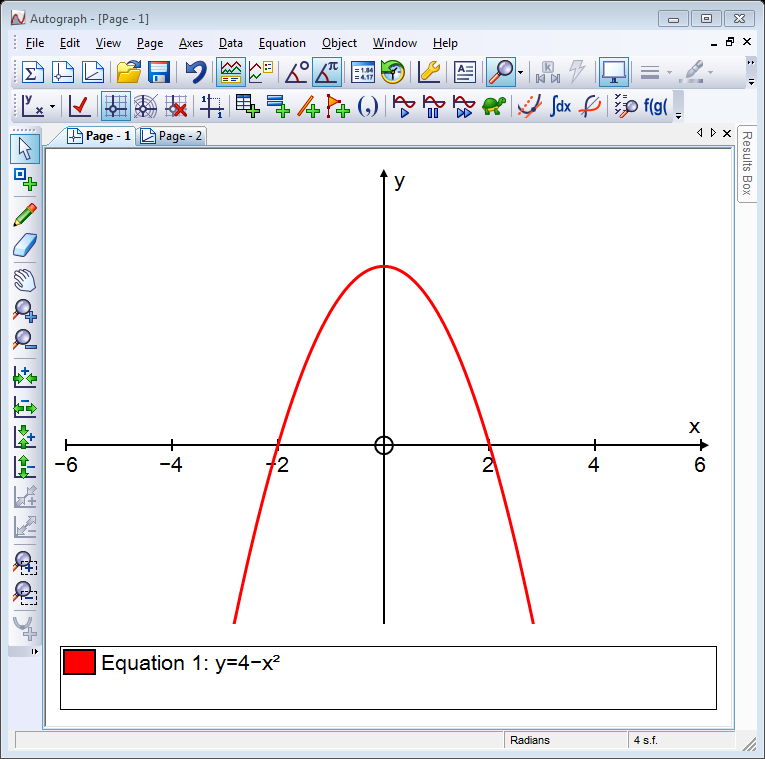 Autograph - [Page - 1]
File Edit View Page Axes Data Equation Object Window Help
Page - 1 Page - 2
Results Box
y
x
−6 −4 −2 2 4 6
Equation 1: y=4−x²
Radians 4 s.f.